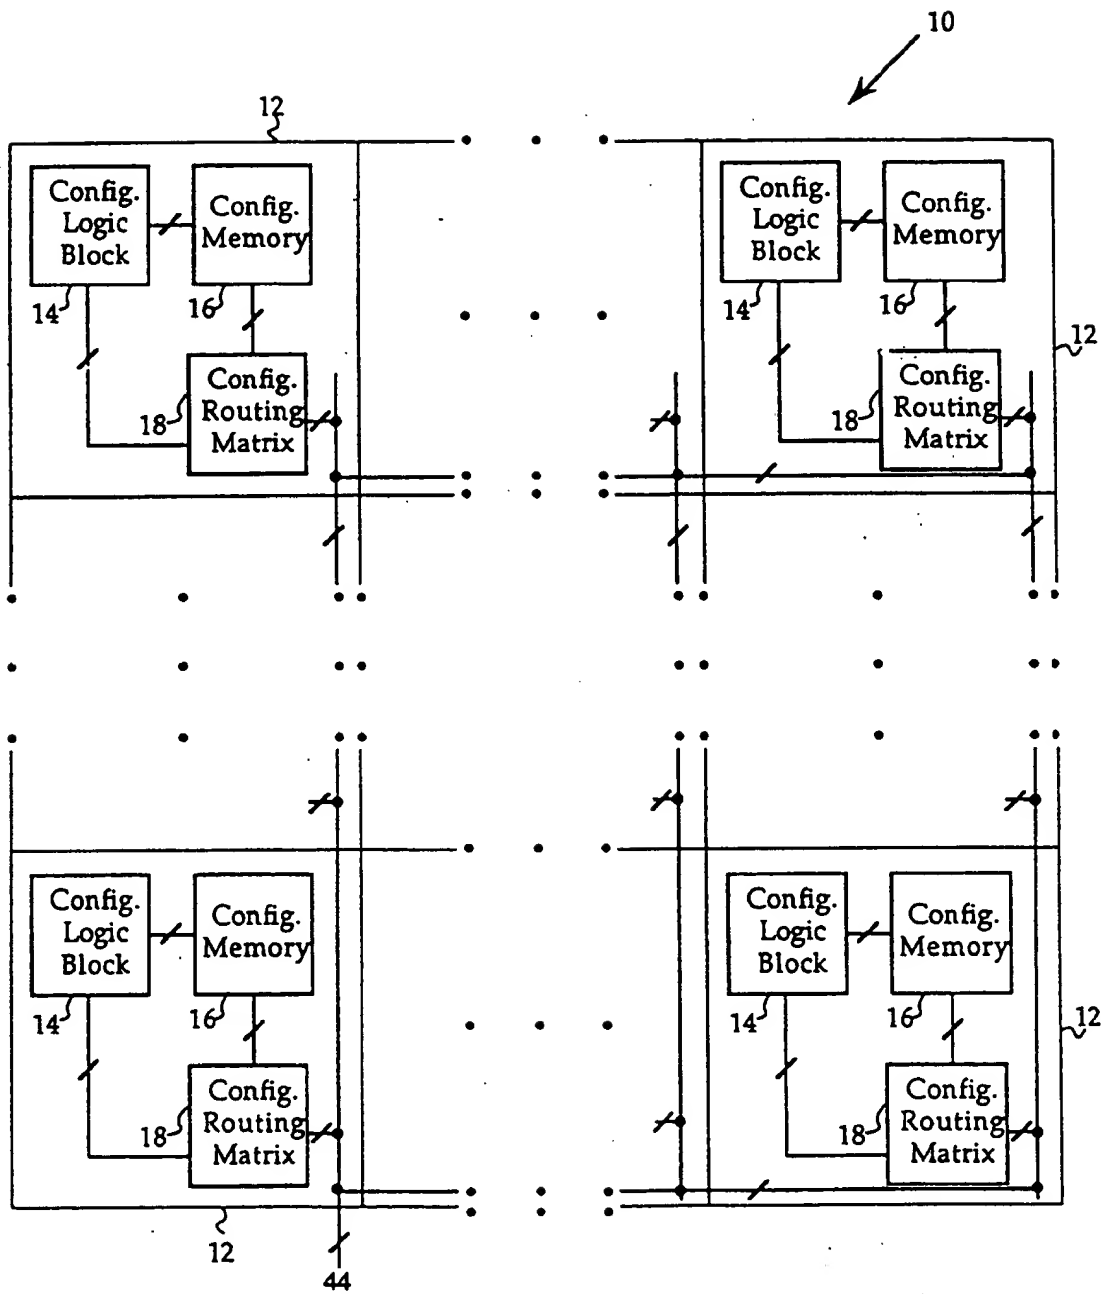 10
12
Config.
Logic
Block
Config.
Memory
14
16
Config.
Routing
Matrix
18
Config.
Logic
Block
Config.
Memory
14
16
12
Config.
Routing
Matrix
18
Config.
Logic
Block
Config.
Memory
14
16
Config.
Routing
Matrix
18
12
44
Config.
Logic
Block
Config.
Memory
14
16
12
Config.
Routing
Matrix
18